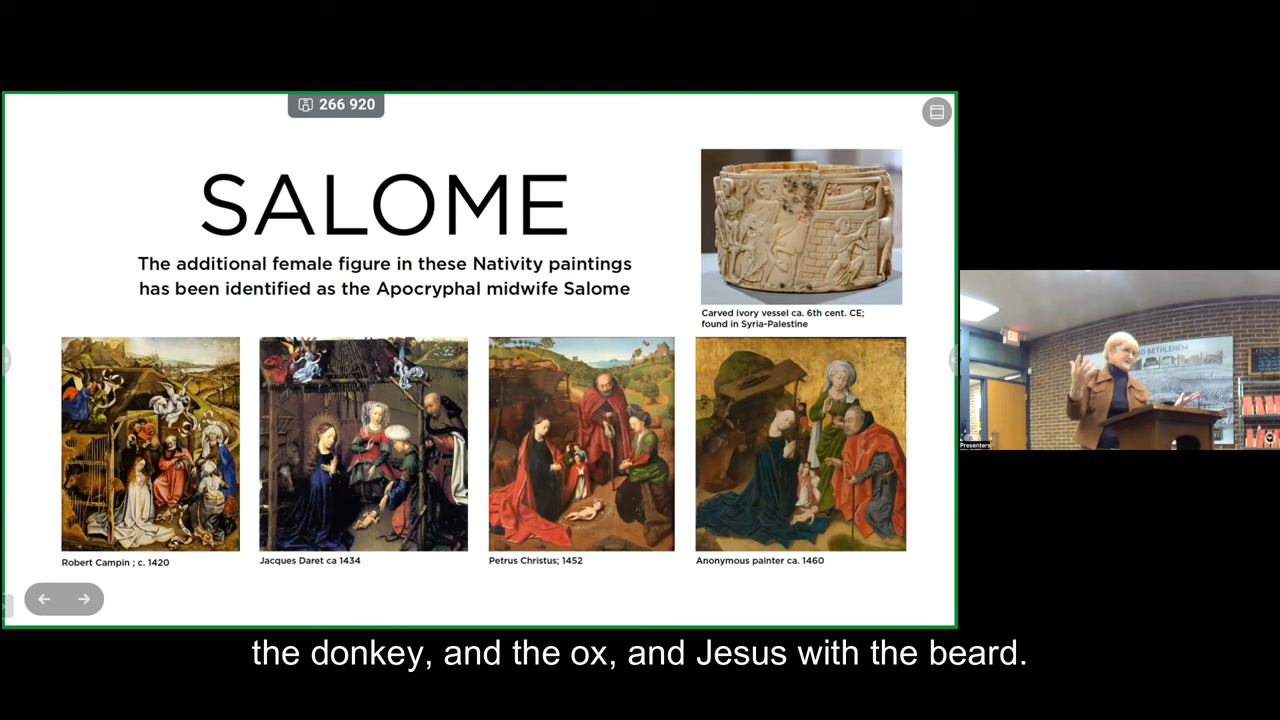 266 920
SALOME
The additional female figure in these Nativity paintings
has been identified as the Apocryphal midwife Salome
Carved ivory vessel ca. 6th cent. CE;
found in Syria-Palestine
Robert Campin ; c. 1420
Jacques Daret ca 1434
Petrus Christus; 1452
Anonymous painter ca. 1460
BETHLEHEM
EXIT
Presenters
the donkey, and the ox, and Jesus with the beard.